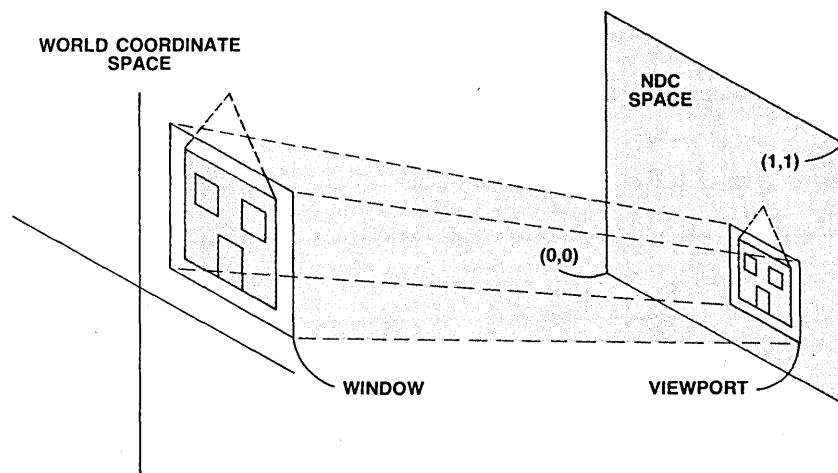 WORLD COORDINATE
SPACE
NDC
SPACE
(1,1)
(0,0)
WINDOW
VIEWPORT